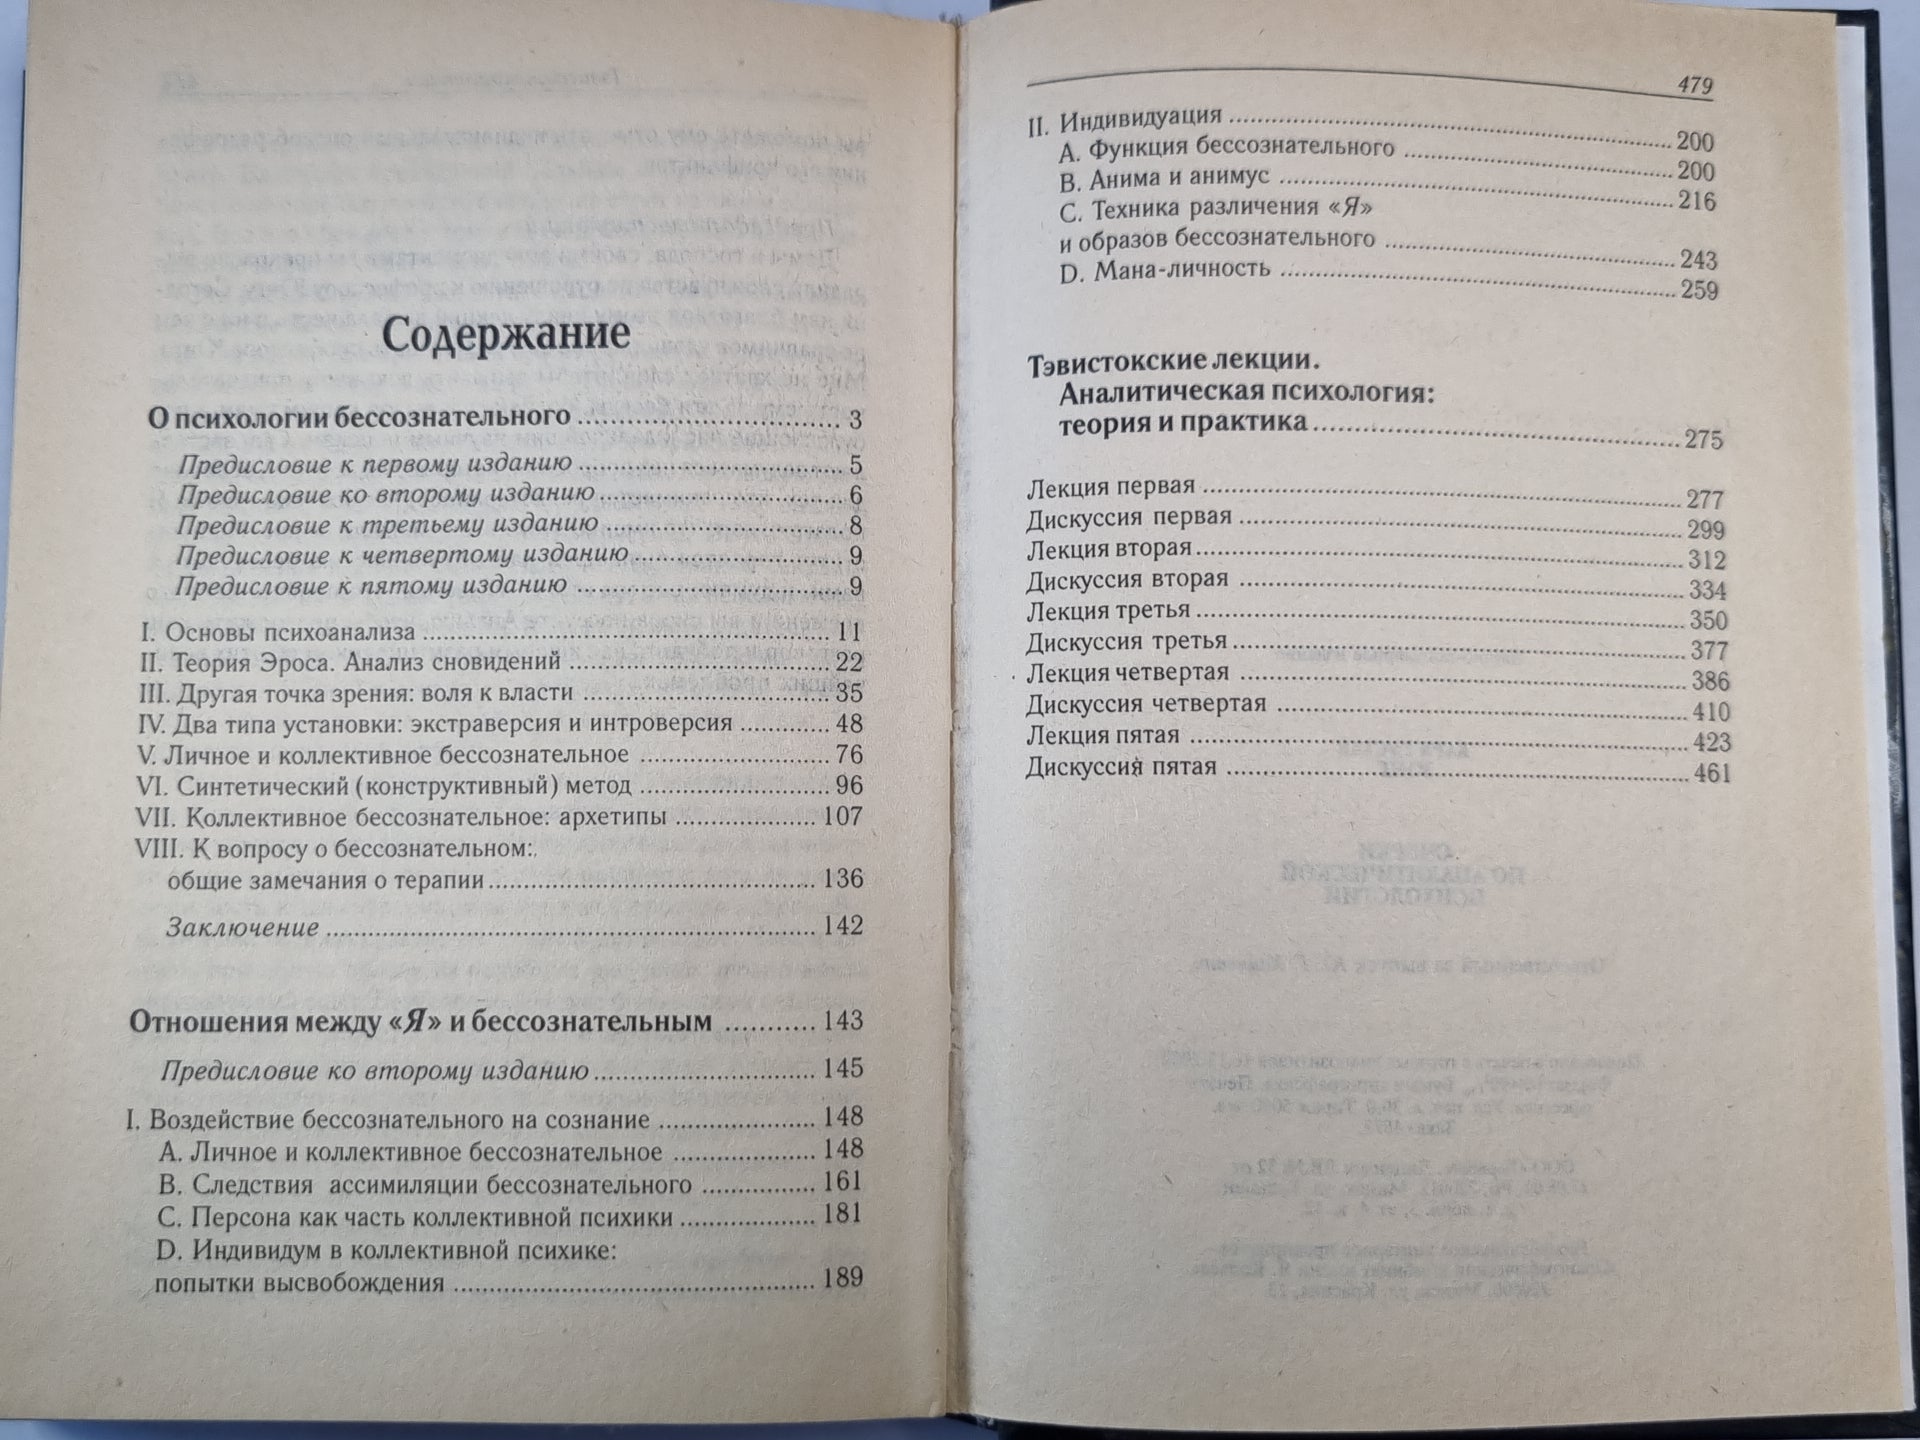 Содержание
О психологии бессознательного ........................... 3
Предисловие к первому изданию ........................... 5
Предисловие ко второму изданию ........................... 6
Предисловие к третьему изданию ........................... 8
Предисловие к четвертому изданию ........................... 9
Предисловие к пятому изданию ........................... 9
I. Основы психоанализа ........................... 11
II. Теория Эроса. Анализ сновидений ........................... 22
III. Другая точка зрения: воля к власти ........................... 35
IV. Два типа установки: экстраверсия и интроверсия ........... 48
V. Личное и коллективное бессознательное ........................... 76
VI. Синтетический (конструктивный) метод ........................... 96
VII. Коллективное бессознательное: архетипы ................. 107
VIII. К вопросу о бессознательном:
общие замечания о терапии ........................... 136
Заключение ........................... 142
Отношения между «Я» и бессознательным ........... 143
Предисловие ко второму изданию ........................... 145
I. Воздействие бессознательного на сознание ................... 148
A. Личное и коллективное бессознательное ................. 148
B. Следствия ассимиляции бессознательного .............. 161
C. Персона как часть коллективной психики ................. 181
D. Индивидум в коллективной психике:
попытки высвобождения ........................... 189
479
II. Индивидуация ........................... 200
A. Функция бессознательного ........................... 200
B. Анима и анимус ........................... 216
C. Техника различения «Я»
и образов бессознательного ........................... 243
D. Мана-личность ........................... 259
Тэвистокские лекции.
Аналитическая психология:
теория и практика ........................... 275
Лекция первая ........................... 277
Дискуссия первая ........................... 299
Лекция вторая ........................... 312
Дискуссия вторая ........................... 334
Лекция третья ........................... 350
Дискуссия третья ........................... 377
Лекция четвертая ........................... 386
Дискуссия четвертая ........................... 410
Лекция пятая ........................... 423
Дискуссия пятая ........................... 461